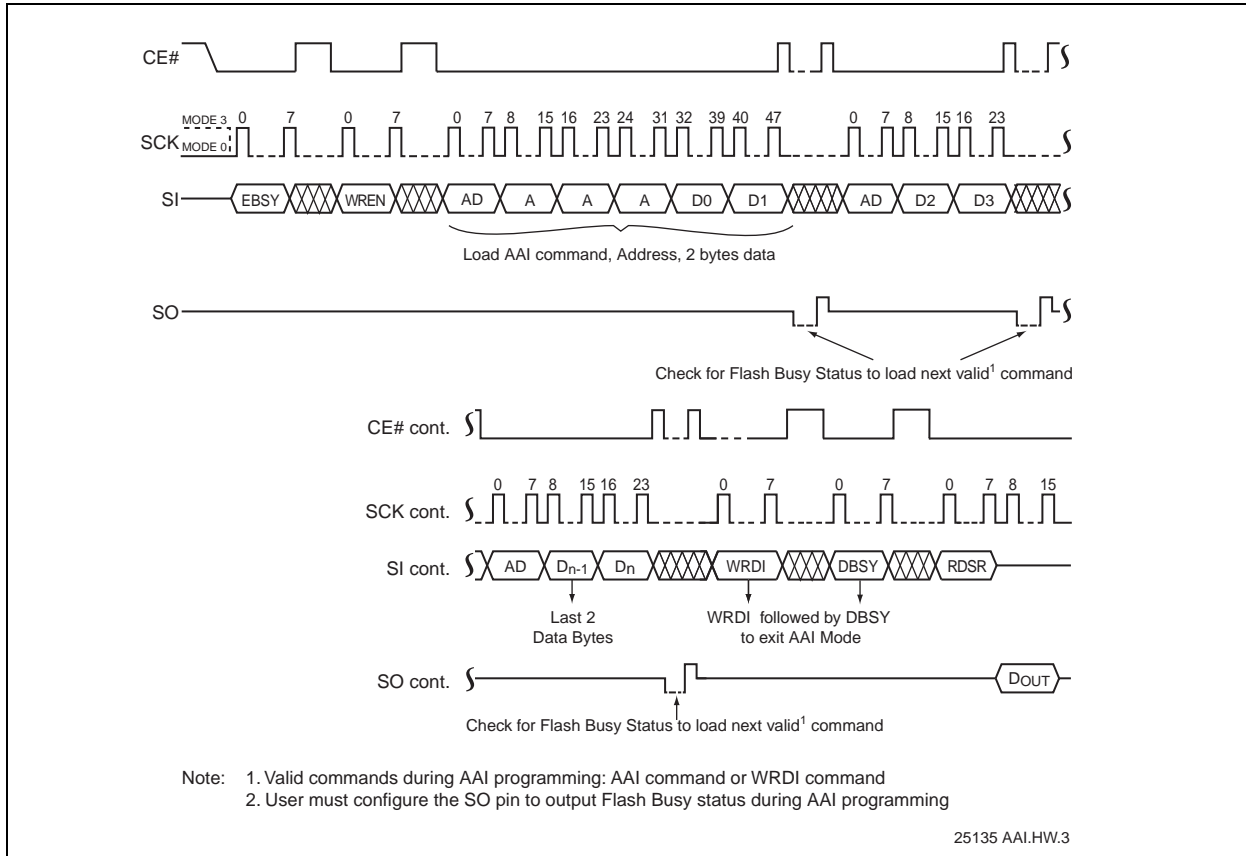 CE#
MODE 3
SCK
MODE 0
0 7 0 7 0 7 8 15 16 23 24 31 32 39 40 47 0 7 8 15 16 23
SI
EBSY WREN AD A A A D0 D1 AD D2 D3
Load AAI command, Address, 2 bytes data
SO
Check for Flash Busy Status to load next valid1 command
CE# cont.
0 7 8 15 16 23 0 7 0 7 0 7 8 15
SCK cont.
SI cont.
AD Dn-1 Dn WRDI DBSY RDSR
Last 2
Data Bytes
WRDI followed by DBSY
to exit AAI Mode
SO cont.
DOUT
Check for Flash Busy Status to load next valid1 command
Note: 1. Valid commands during AAI programming: AAI command or WRDI command
2. User must configure the SO pin to output Flash Busy status during AAI programming
25135 AAI.HW.3